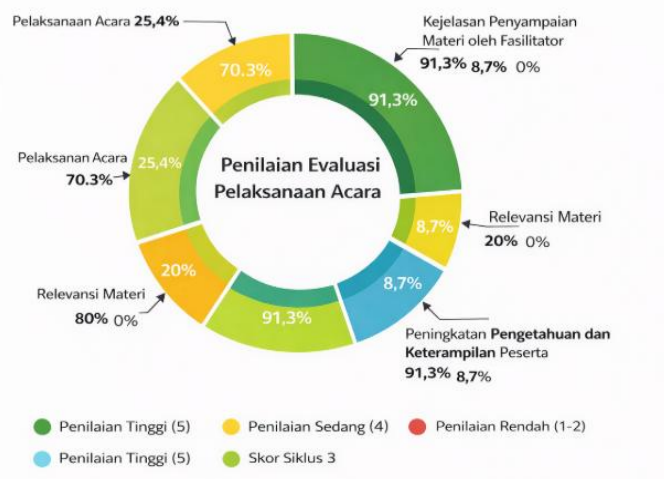 Pelaksanaan Acara 25,4%
Kejelasan Penyampaian
Materi oleh Fasilitator
91,3% 8,7% 0%
70.3%
91,3%
Pelaksanan Acara
70.3%
25,4%
Penilaian Evaluasi
Pelaksanaan Acara
8,7%
Relevansi Materi
20% 0%
20%
8,7%
91,3%
Relevansi Materi
80% 0%
Peningkatan Pengetahuan dan
Keterampilan Peserta
91,3% 8,7%
Penilaian Tinggi (5)
Penilaian Sedang (4)
Penilaian Rendah (1-2)
Penilaian Tinggi (5)
Skor Siklus 3